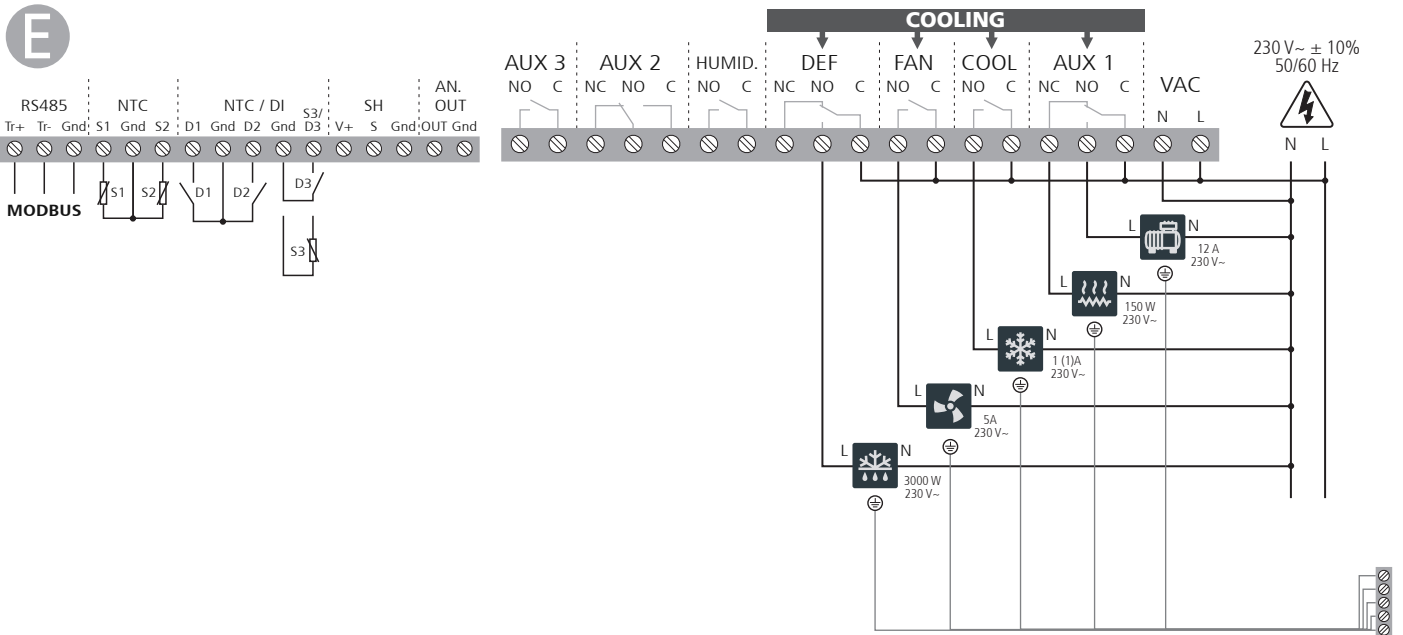 E
COOLING
230 V~ ± 10%
50/60 Hz
AUX 3 AUX 2 HUMID. DEF FAN COOL AUX 1 VAC
NO C NC NO C NO C NC NO C NO C NO C NC NO C N L
RS485 NTC NTC / DI SH AN. OUT
Tr+ Tr- Gnd S1 Gnd S2 D1 Gnd D2 Gnd S3/D3 V+ S Gnd OUT Gnd
N L
S1 S2 D1 D2 D3
MODBUS
S3
L N
12 A
230 V~
L N
150 W
230 V~
L N
1 (1)A
230 V~
L N
5A
230 V~
L N
3000 W
230 V~